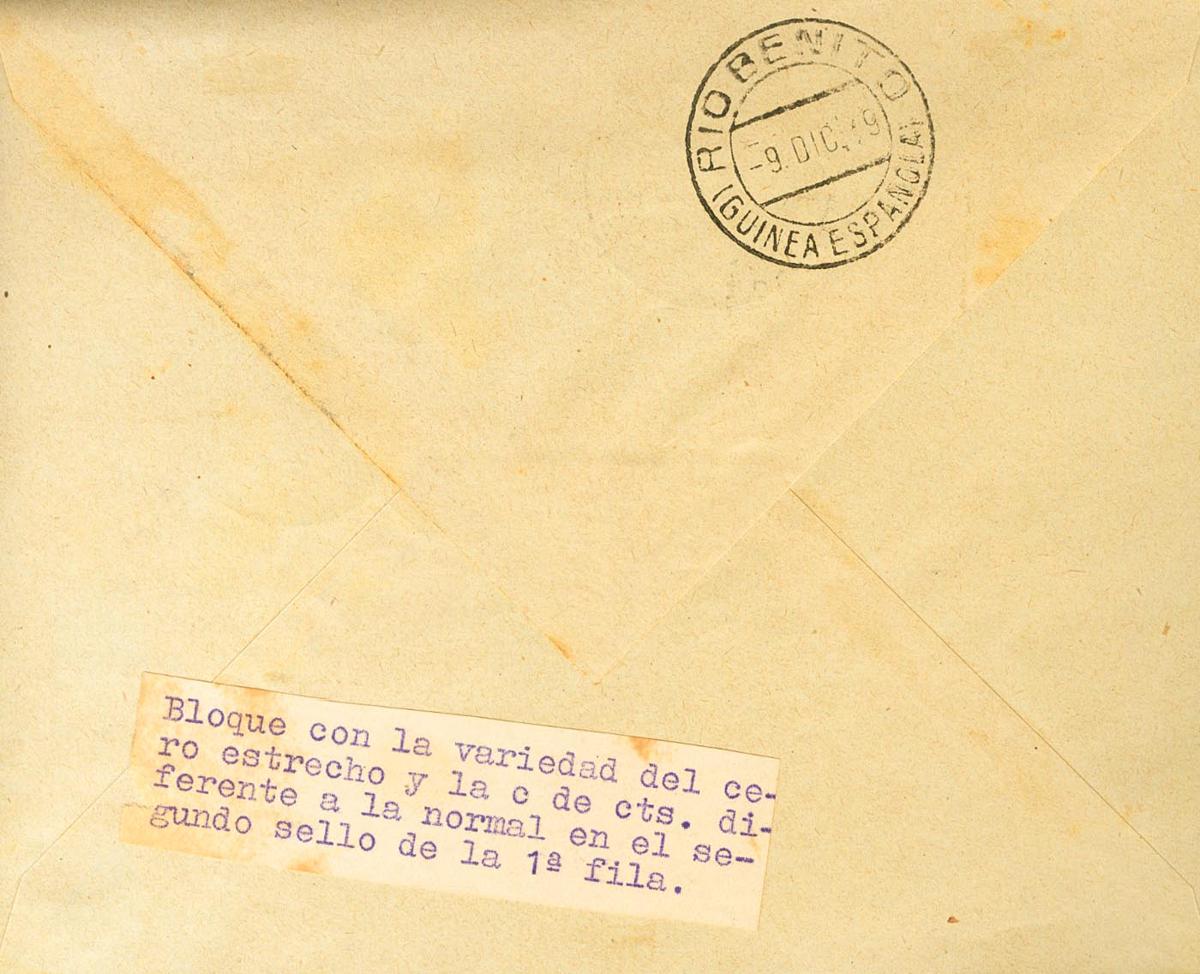 RIO BENITO
-9.DIC.49
(GUINEA ESPAÑOLA)
Bloque con la variedad del ce-
ro estrecho y la c de cts. di-
ferente a la normal en el se-
gundo sello de la 1ª fila.